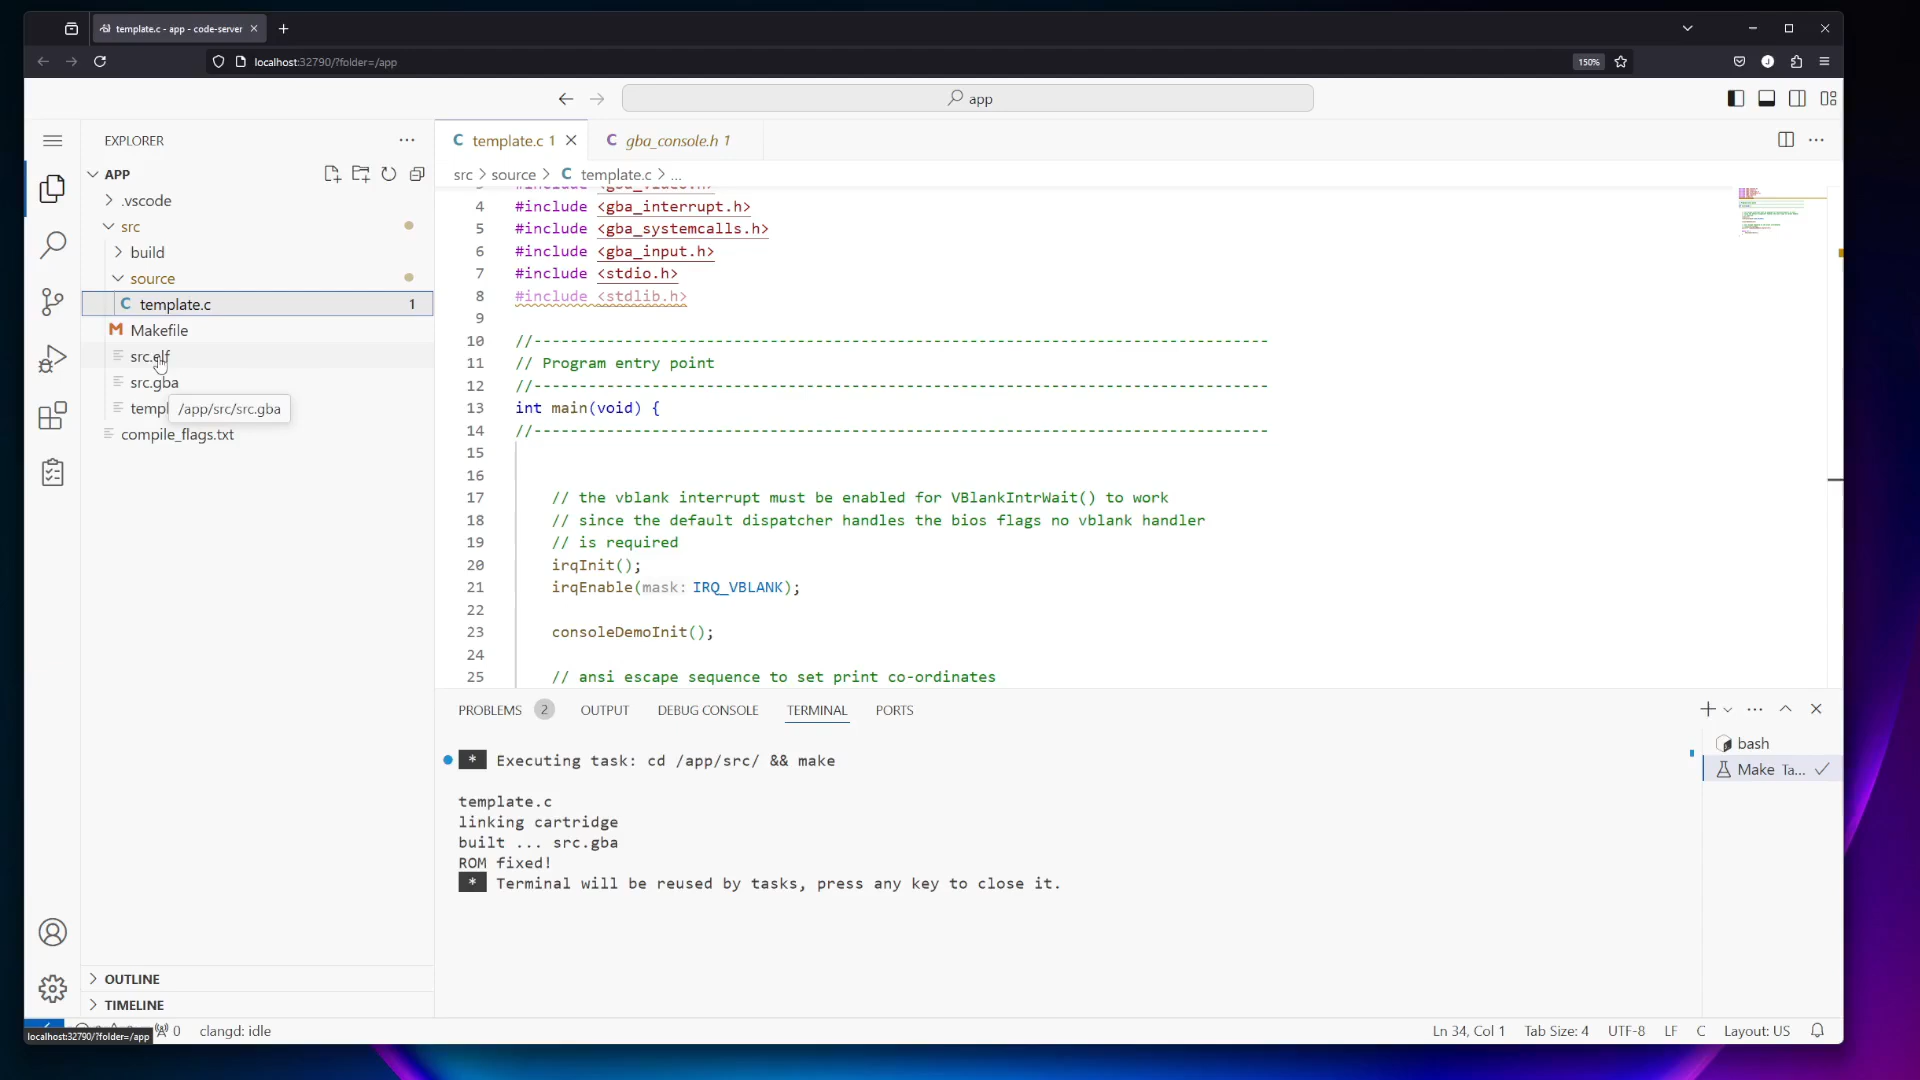 template.c - app - code-server
localhost:32790/?folder=/app
150%
app
EXPLORER
template.c 1
gba_console.h 1
APP
src > source > C template.c > ...
.vscode
src
build
source
template.c 1
Makefile
src.elf
src.gba
templ
/app/src/src.gba
compile_flags.txt
#include <gba_video.h>
4 #include <gba_interrupt.h>
5 #include <gba_systemcalls.h>
6 #include <gba_input.h>
7 #include <stdio.h>
8 #include <stdlib.h>
9
10 //---------------------------------------------------------------------------------
11 // Program entry point
12 //---------------------------------------------------------------------------------
13 int main(void) {
14 //---------------------------------------------------------------------------------
15
16
17 // the vblank interrupt must be enabled for VBlankIntrWait() to work
18 // since the default dispatcher handles the bios flags no vblank handler
19 // is required
20 irqInit();
21 irqEnable(mask: IRQ_VBLANK);
22
23 consoleDemoInit();
24
25 // ansi escape sequence to set print co-ordinates
PROBLEMS 2 OUTPUT DEBUG CONSOLE TERMINAL PORTS
* Executing task: cd /app/src/ && make
template.c
linking cartridge
built ... src.gba
ROM fixed!
* Terminal will be reused by tasks, press any key to close it.
bash
Make Ta...
OUTLINE
TIMELINE
localhost:32790/?folder=/app
0
clangd: idle
Ln 34, Col 1
Tab Size: 4
UTF-8
LF
C
Layout: US